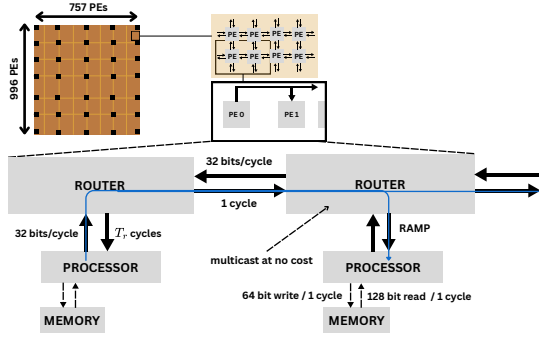 757 PEs
996 PEs
PE PE PE PE
PE PE PE PE
PE 0 PE 1
32 bits/cycle
ROUTER ROUTER
1 cycle
32 bits/cycle Tr cycles RAMP
multicast at no cost
PROCESSOR PROCESSOR
64 bit write / 1 cycle 128 bit read / 1 cycle
MEMORY MEMORY